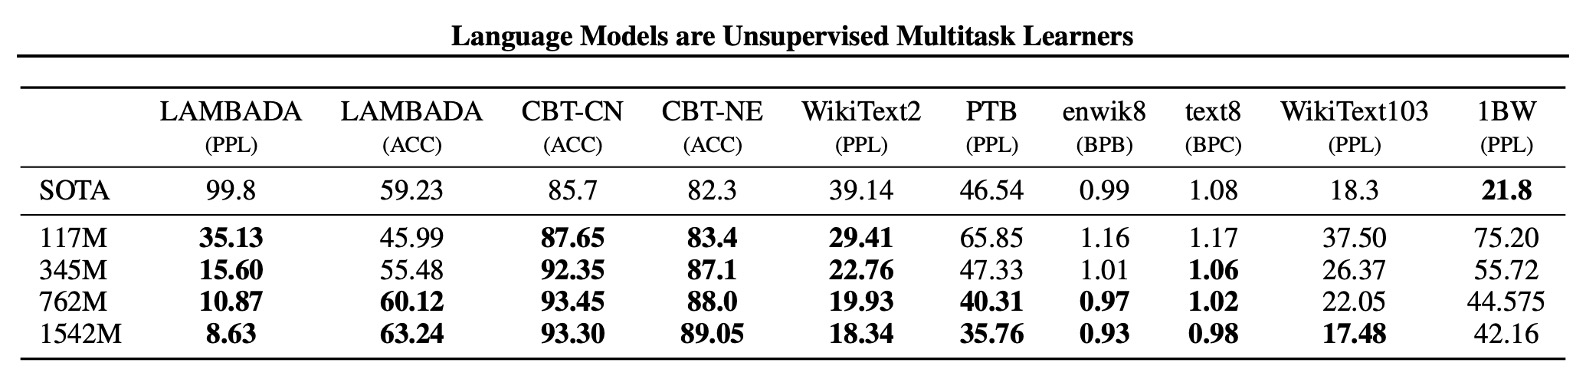 Language Models are Unsupervised Multitask Learners
LAMBADA LAMBADA CBT-CN CBT-NE WikiText2 PTB enwik8 text8 WikiText103 1BW
(PPL) (ACC) (ACC) (ACC) (PPL) (PPL) (BPB) (BPC) (PPL) (PPL)
SOTA 99.8 59.23 85.7 82.3 39.14 46.54 0.99 1.08 18.3 21.8
117M 35.13 45.99 87.65 83.4 29.41 65.85 1.16 1.17 37.50 75.20
345M 15.60 55.48 92.35 87.1 22.76 47.33 1.01 1.06 26.37 55.72
762M 10.87 60.12 93.45 88.0 19.93 40.31 0.97 1.02 22.05 44.575
1542M 8.63 63.24 93.30 89.05 18.34 35.76 0.93 0.98 17.48 42.16